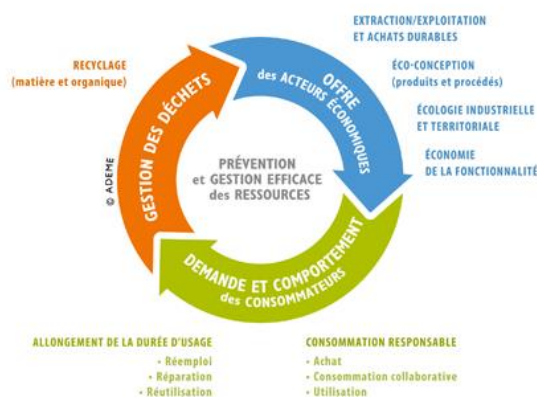 EXTRACTION/EXPLOITATION
ET ACHATS DURABLES
RECYCLAGE
(matière et organique)
ÉCO-CONCEPTION
(produits et procédés)
ÉCOLOGIE INDUSTRIELLE
ET TERRITORIALE
ÉCONOMIE
DE LA FONCTIONNALITÉ
OFFRE
des ACTEURS ÉCONOMIQUES
GESTION DES DÉCHETS
© ADEME
PRÉVENTION
et GESTION EFFICACE
des RESSOURCES
DEMANDE ET COMPORTEMENT
des CONSOMMATEURS
ALLONGEMENT DE LA DURÉE D'USAGE
• Réemploi
• Réparation
• Réutilisation
CONSOMMATION RESPONSABLE
• Achat
• Consommation collaborative
• Utilisation